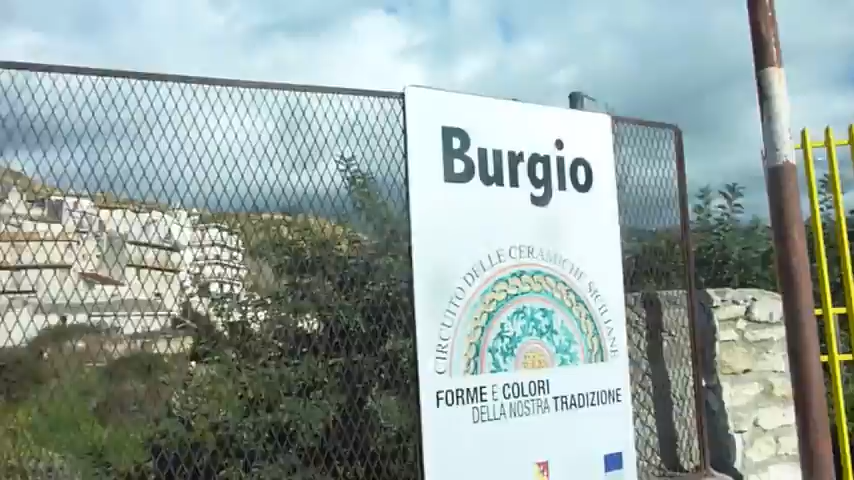 Burgio
CIRCUITO DELLE CERAMICHE SICILIANE
FORME E COLORI
DELLA NOSTRA TRADIZIONE